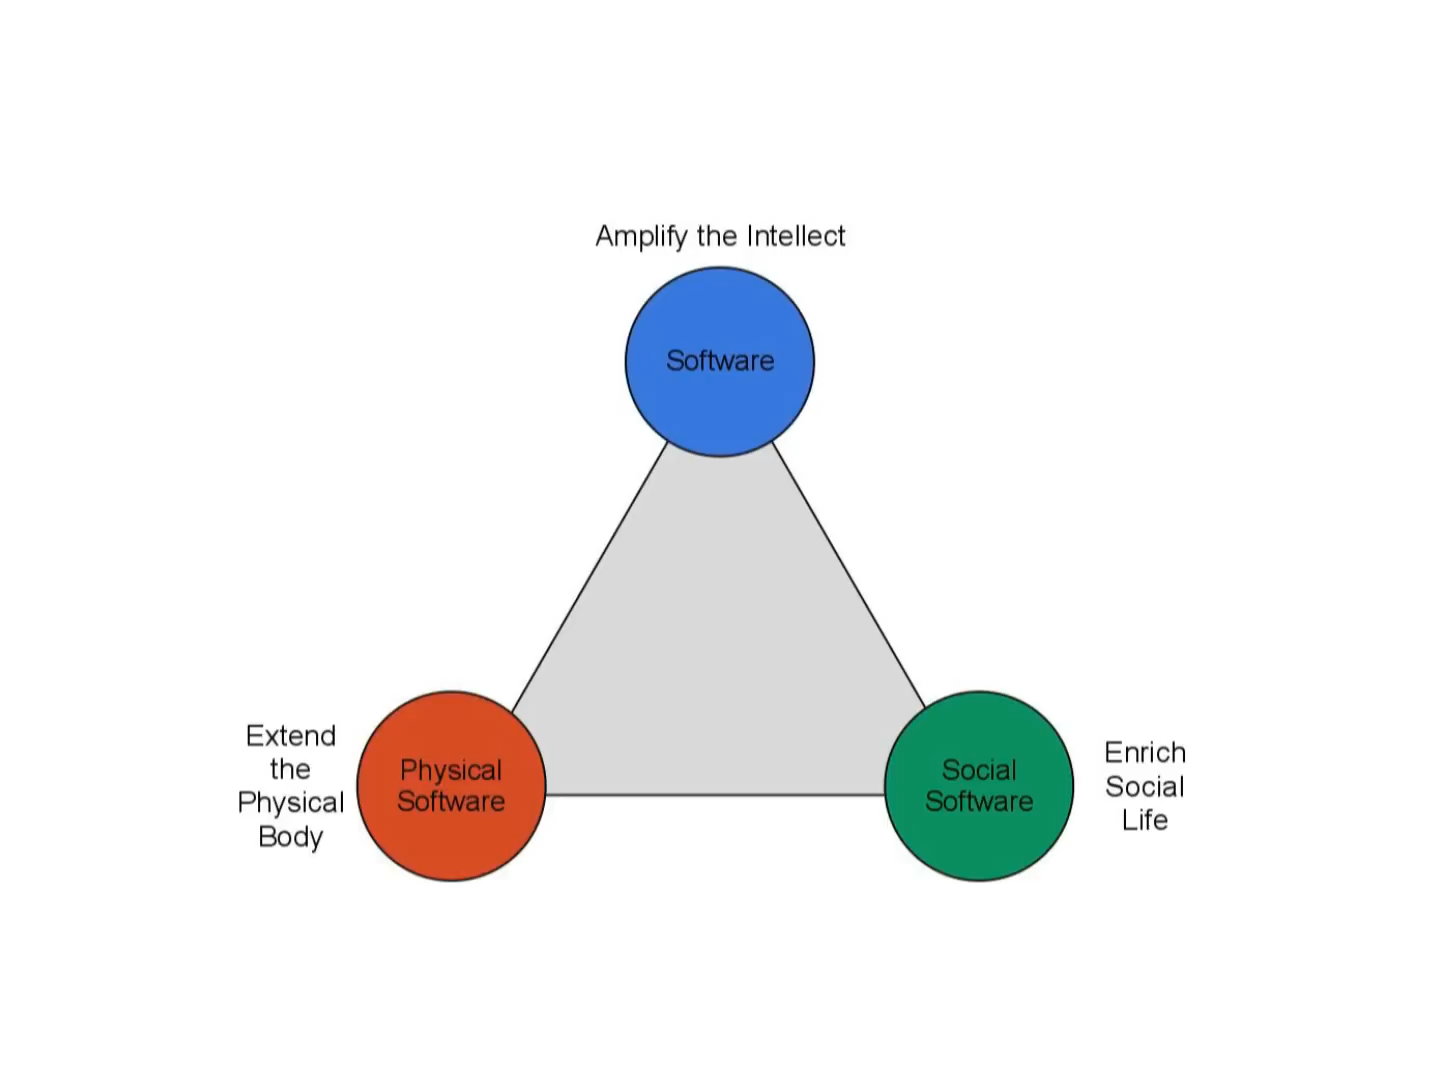 Amplify the Intellect
Software
Extend
the
Physical
Body
Physical
Software
Social
Software
Enrich
Social
Life